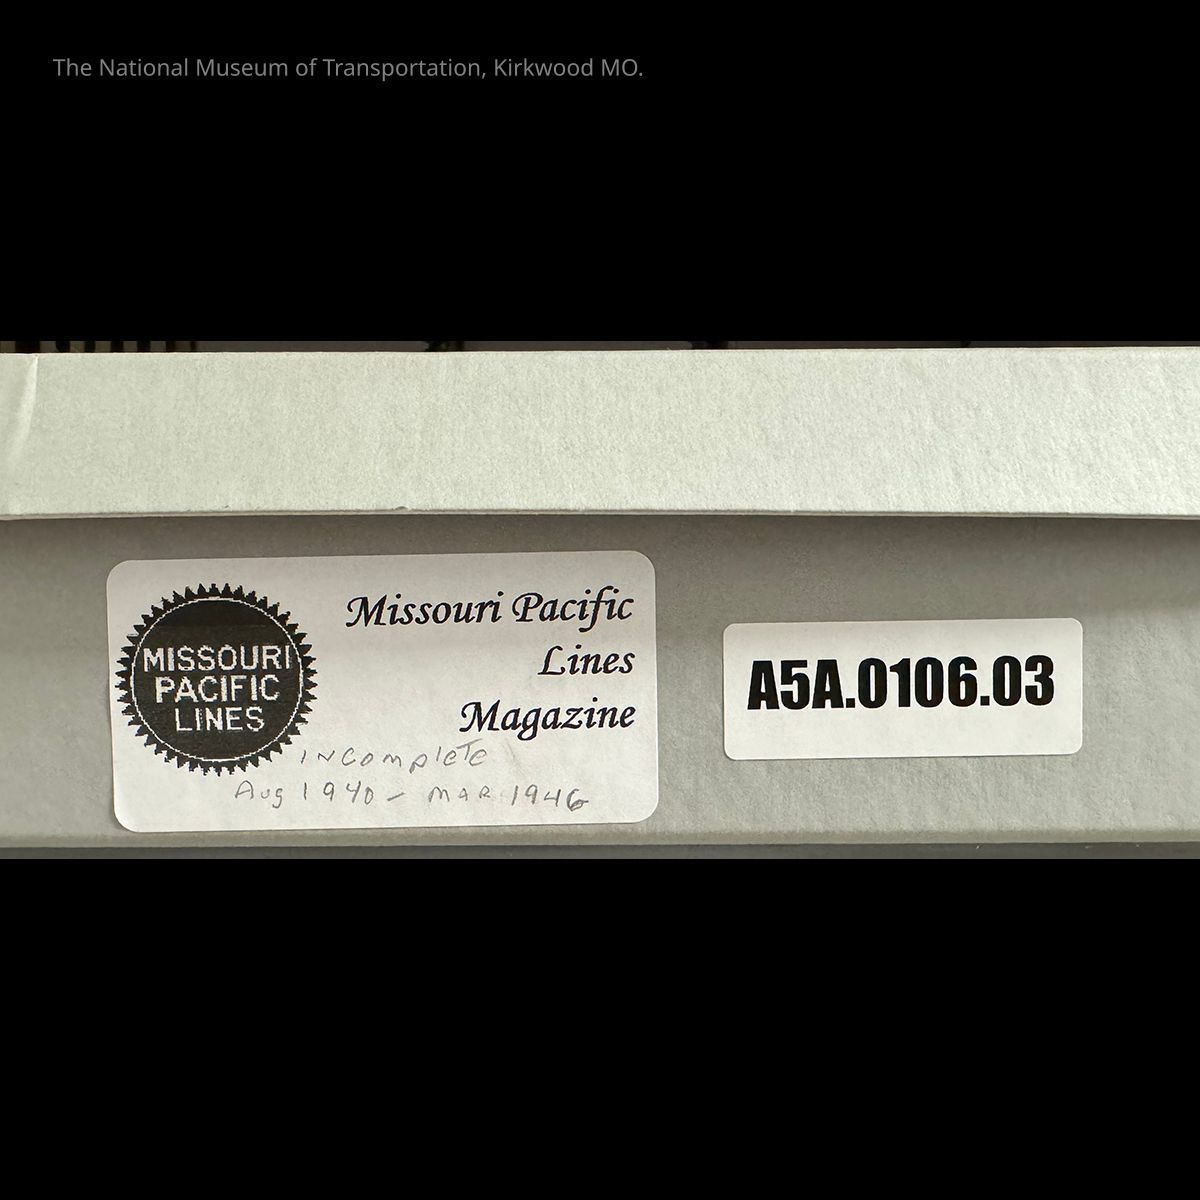 The National Museum of Transportation, Kirkwood MO.
MISSOURI
PACIFIC
LINES
Missouri Pacific
Lines
Magazine
INComplete
Aug 1940 - MAR 1946
A5A.0106.03